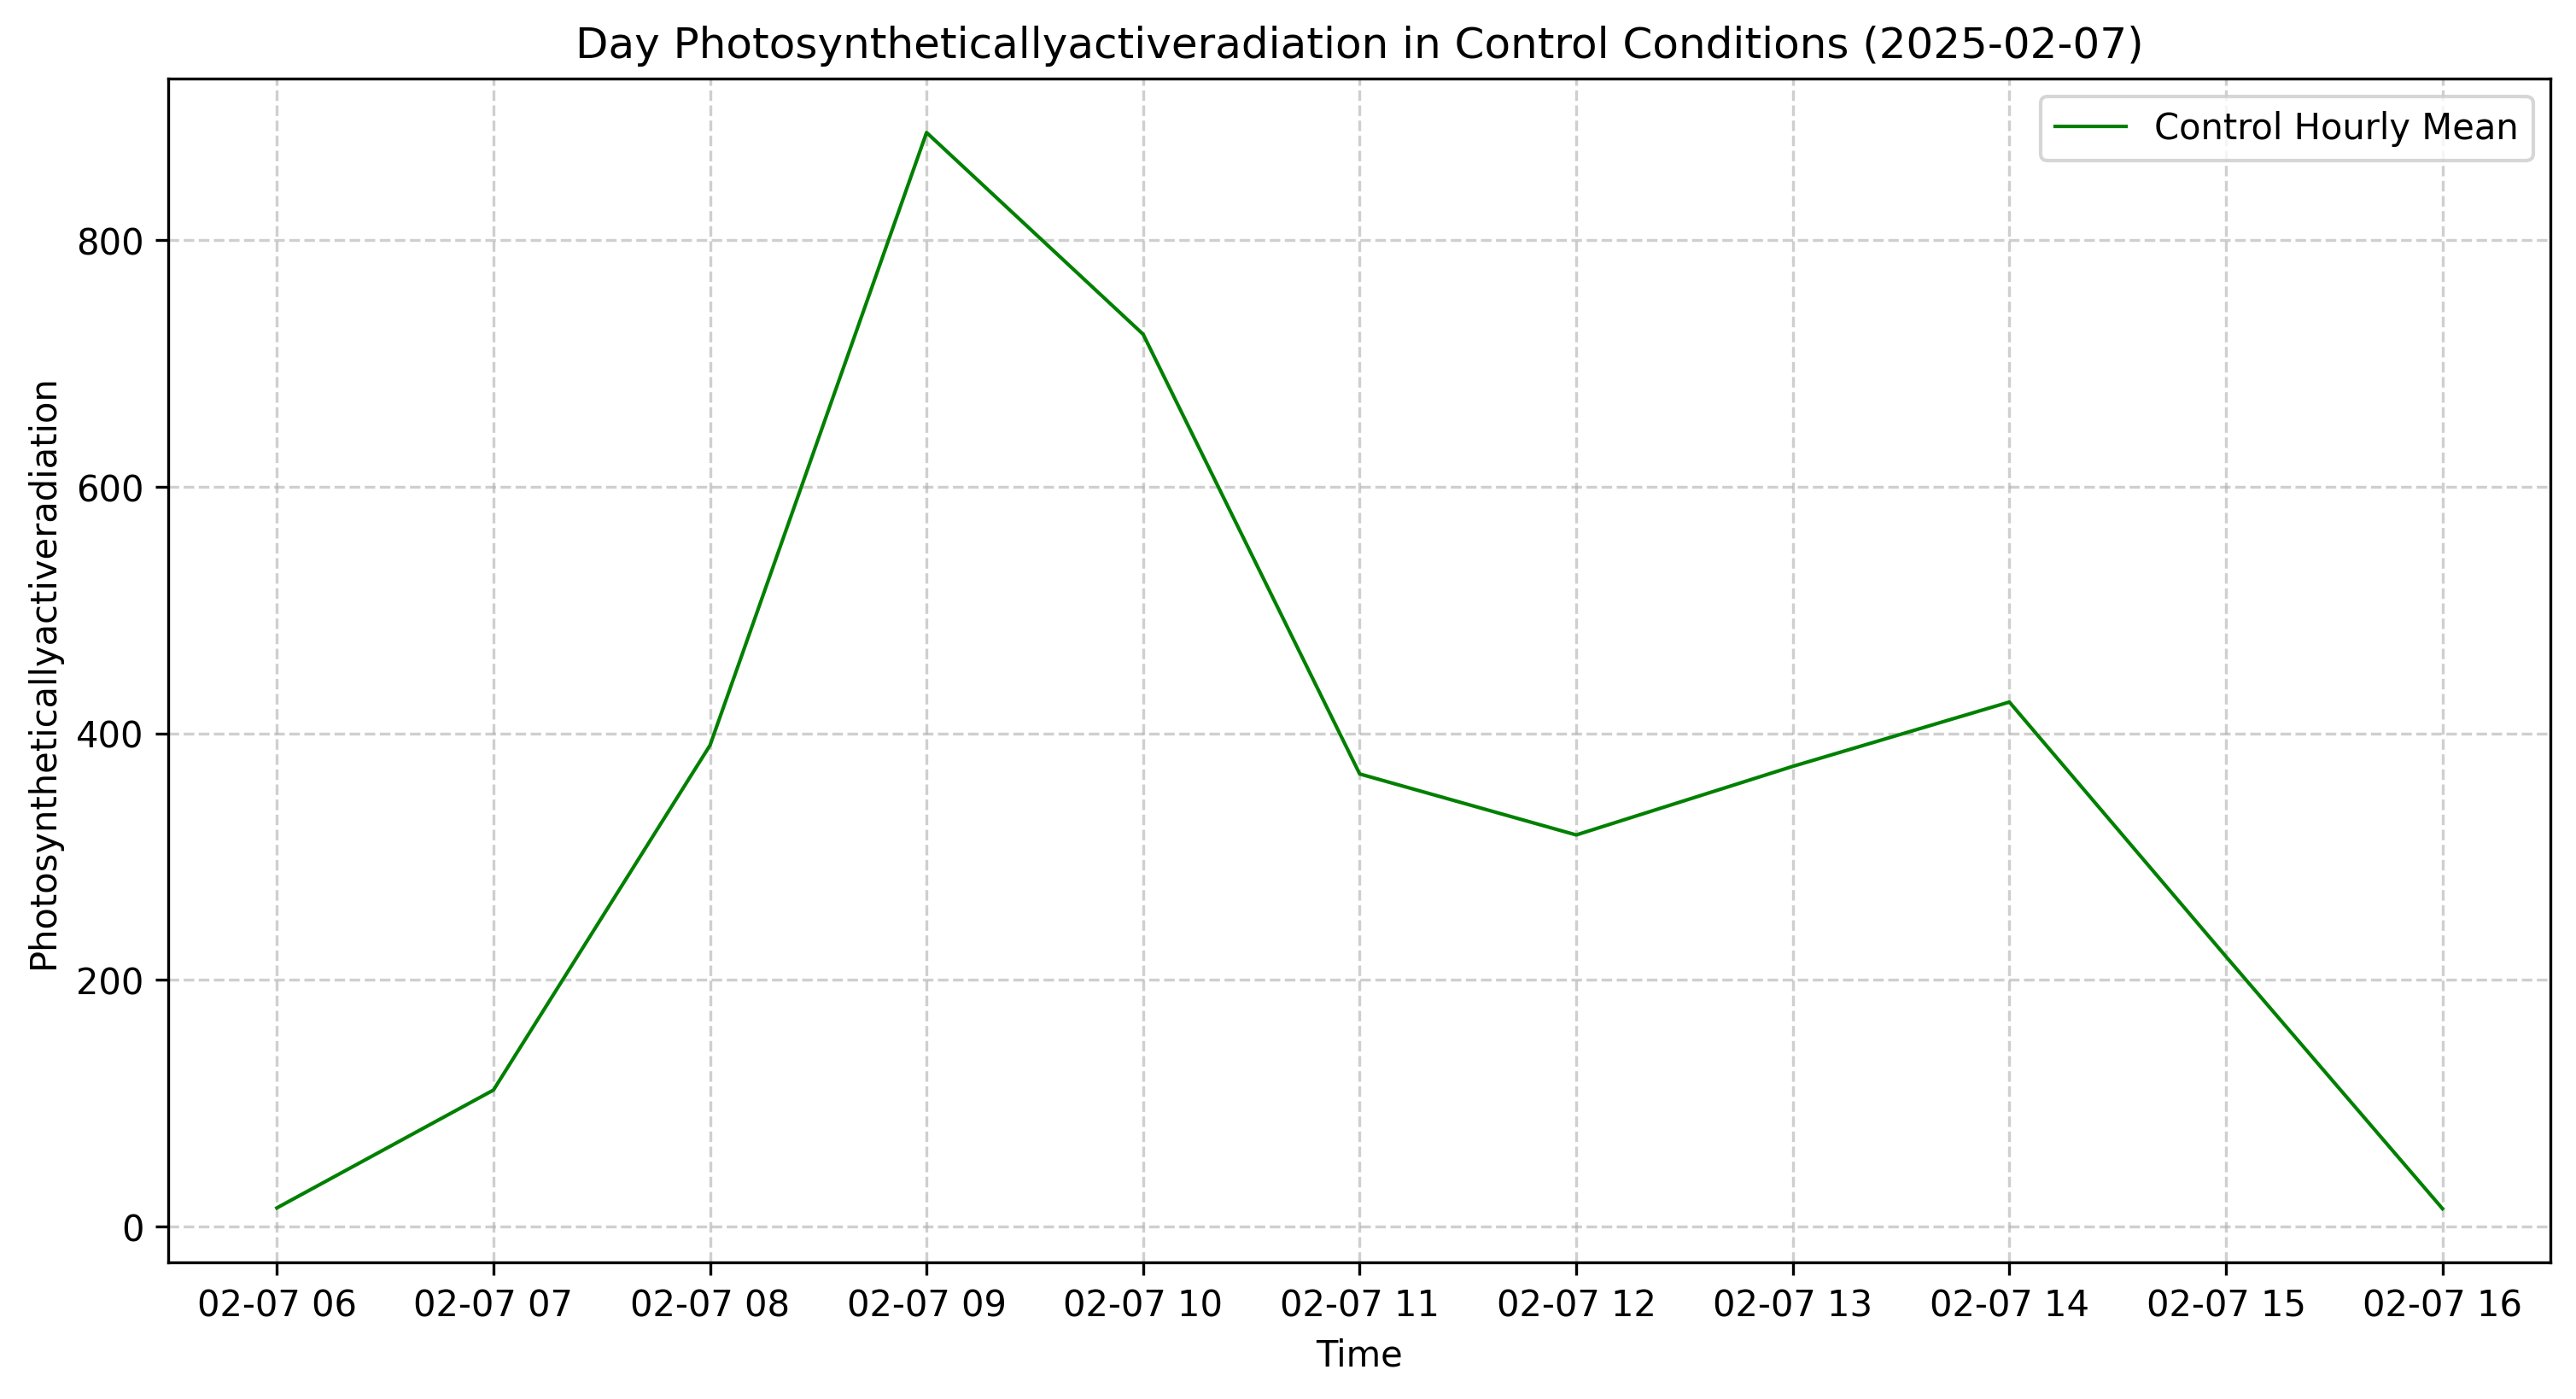 Day Photosyntheticallyactiveradiation in Control Conditions (2025-02-07)
Control Hourly Mean
Photosyntheticallyactiveradiation
800
600
400
200
0
02-07 06 02-07 07 02-07 08 02-07 09 02-07 10 02-07 11 02-07 12 02-07 13 02-07 14 02-07 15 02-07 16
Time